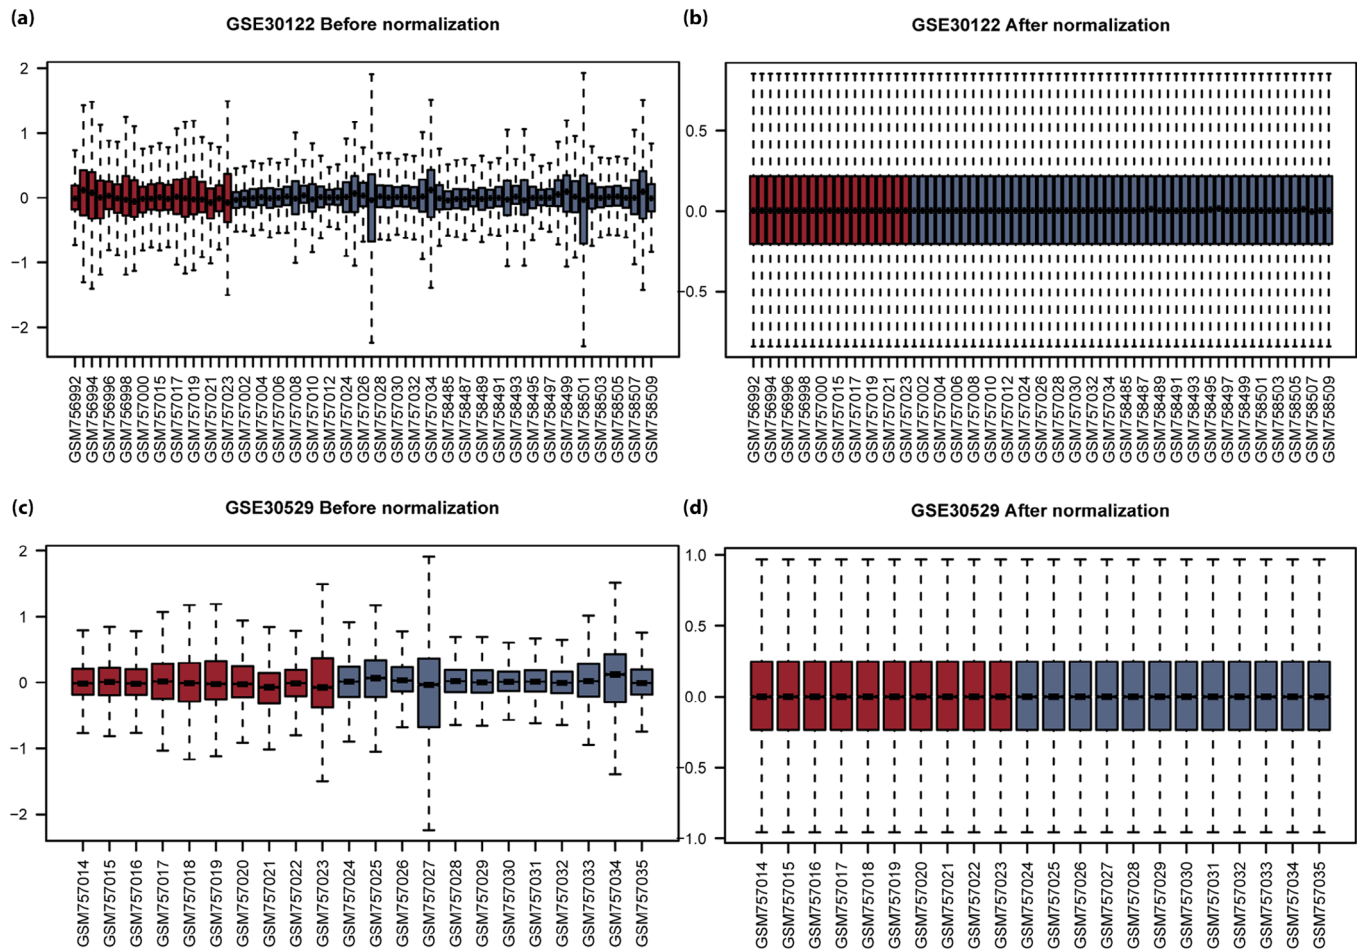 (a)
GSE30122 Before normalization
2
1
0
−1
−2
GSM756992
GSM756994
GSM756996
GSM756998
GSM757000
GSM757015
GSM757017
GSM757019
GSM757021
GSM757023
GSM757002
GSM757004
GSM757006
GSM757008
GSM757010
GSM757012
GSM757024
GSM757026
GSM757028
GSM757030
GSM757032
GSM757034
GSM758485
GSM758487
GSM758489
GSM758491
GSM758493
GSM758495
GSM758497
GSM758499
GSM758501
GSM758503
GSM758505
GSM758507
GSM758509
(b)
GSE30122 After normalization
0.5
0.0
−0.5
GSM756992
GSM756994
GSM756996
GSM756998
GSM757000
GSM757015
GSM757017
GSM757019
GSM757021
GSM757023
GSM757002
GSM757004
GSM757006
GSM757008
GSM757010
GSM757012
GSM757024
GSM757026
GSM757028
GSM757030
GSM757032
GSM757034
GSM758485
GSM758487
GSM758489
GSM758491
GSM758493
GSM758495
GSM758497
GSM758499
GSM758501
GSM758503
GSM758505
GSM758507
GSM758509
(c)
GSE30529 Before normalization
2
1
0
−1
−2
GSM757014
GSM757015
GSM757016
GSM757017
GSM757018
GSM757019
GSM757020
GSM757021
GSM757022
GSM757023
GSM757024
GSM757025
GSM757026
GSM757027
GSM757028
GSM757029
GSM757030
GSM757031
GSM757032
GSM757033
GSM757034
GSM757035
(d)
GSE30529 After normalization
1.0
0.5
0.0
−0.5
−1.0
GSM757014
GSM757015
GSM757016
GSM757017
GSM757018
GSM757019
GSM757020
GSM757021
GSM757022
GSM757023
GSM757024
GSM757025
GSM757026
GSM757027
GSM757028
GSM757029
GSM757030
GSM757031
GSM757032
GSM757033
GSM757034
GSM757035